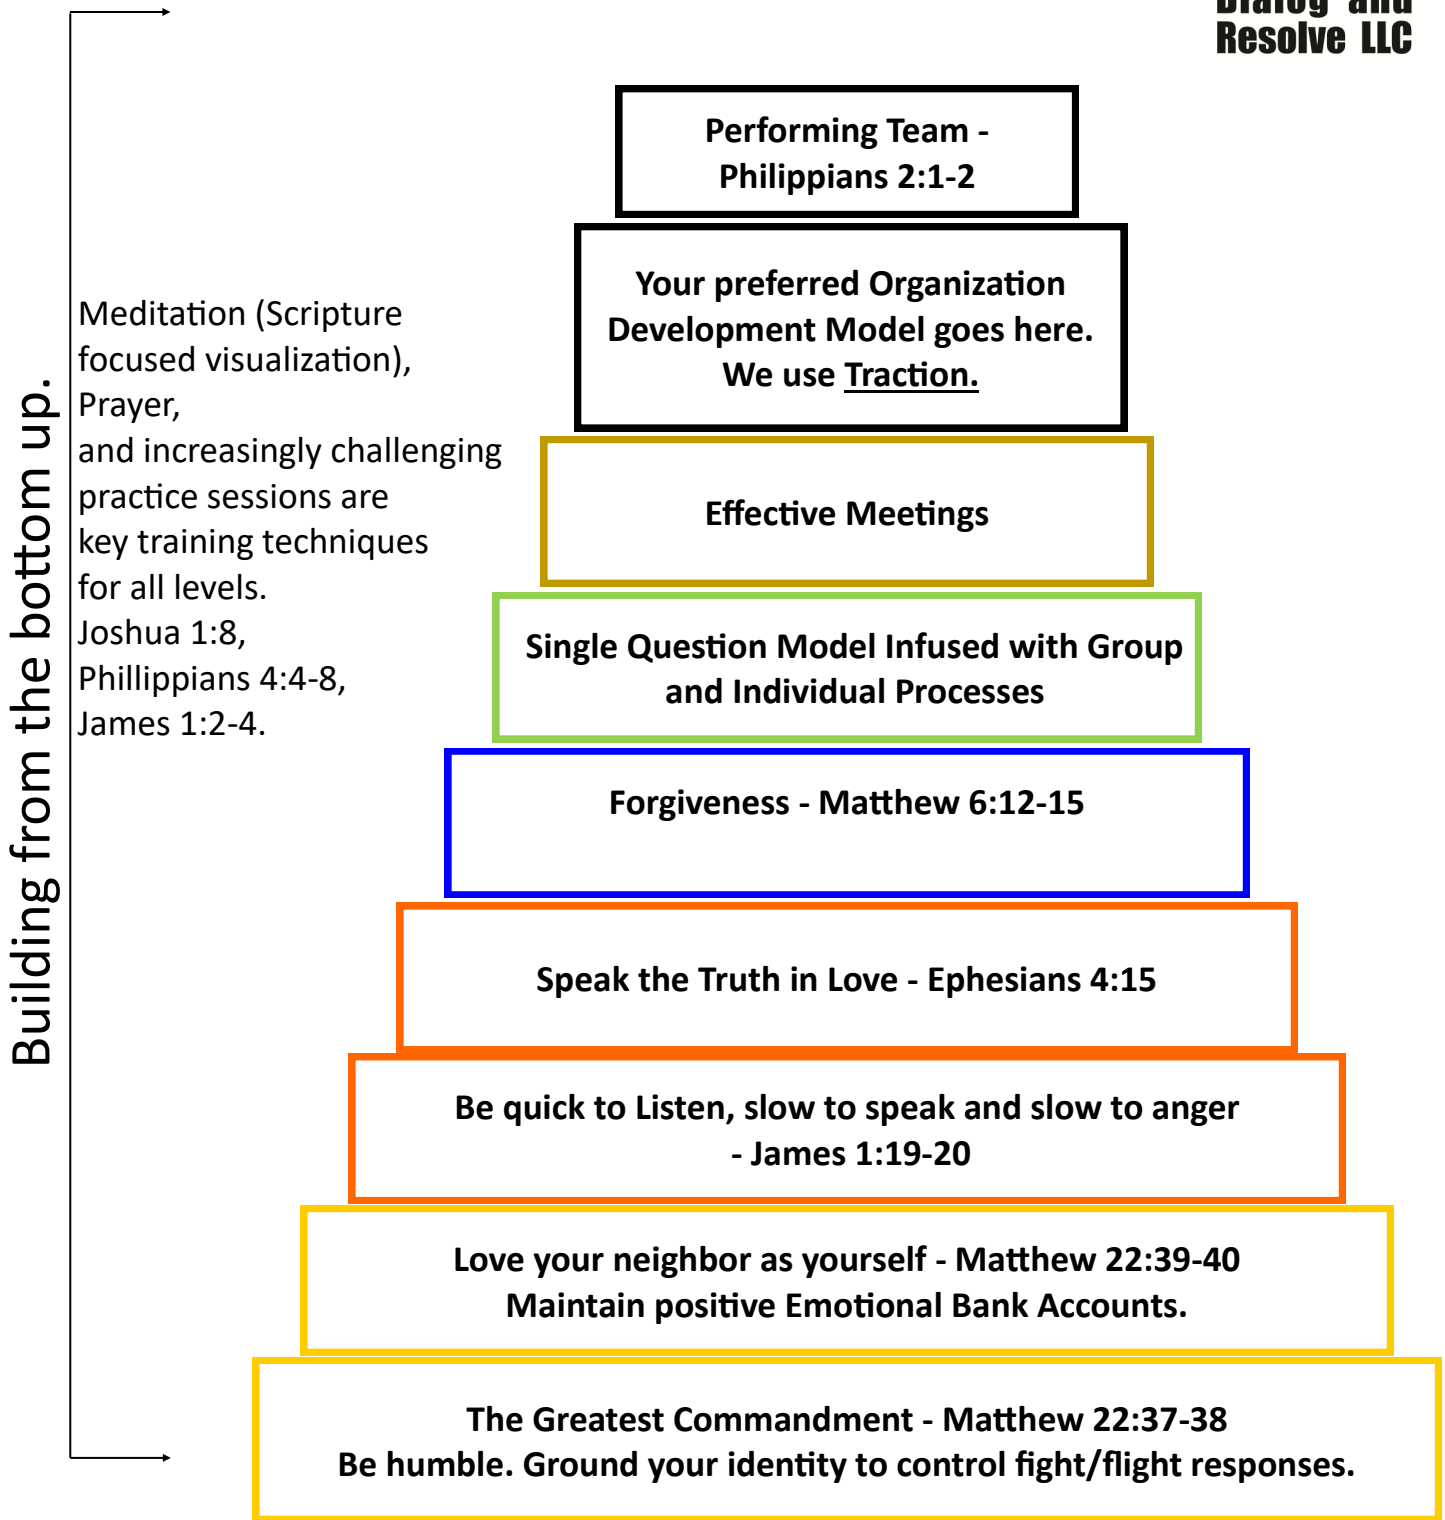 Dialog and
Resolve LLC
Performing Team -
Philippians 2:1-2
Your preferred Organization
Development Model goes here.
We use Traction.
Meditation (Scripture
focused visualization),
Prayer,
and increasingly challenging
practice sessions are
key training techniques
for all levels.
Joshua 1:8,
Phillippians 4:4-8,
James 1:2-4.
Building from the bottom up.
Effective Meetings
Single Question Model Infused with Group
and Individual Processes
Forgiveness - Matthew 6:12-15
Speak the Truth in Love - Ephesians 4:15
Be quick to Listen, slow to speak and slow to anger
- James 1:19-20
Love your neighbor as yourself - Matthew 22:39-40
Maintain positive Emotional Bank Accounts.
The Greatest Commandment - Matthew 22:37-38
Be humble. Ground your identity to control fight/flight responses.